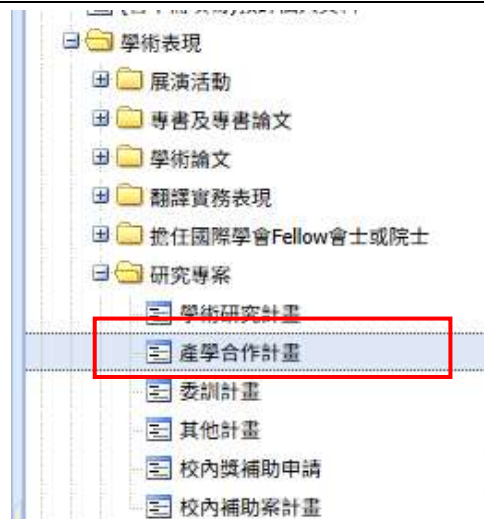 學術表現
展演活動
專書及專書論文
學術論文
翻譯實務表現
擔任國際學會Fellow會士或院士
研究專案
學術研究計畫
產學合作計畫
委訓計畫
其他計畫
校內獎補助申請
校內補助案計畫